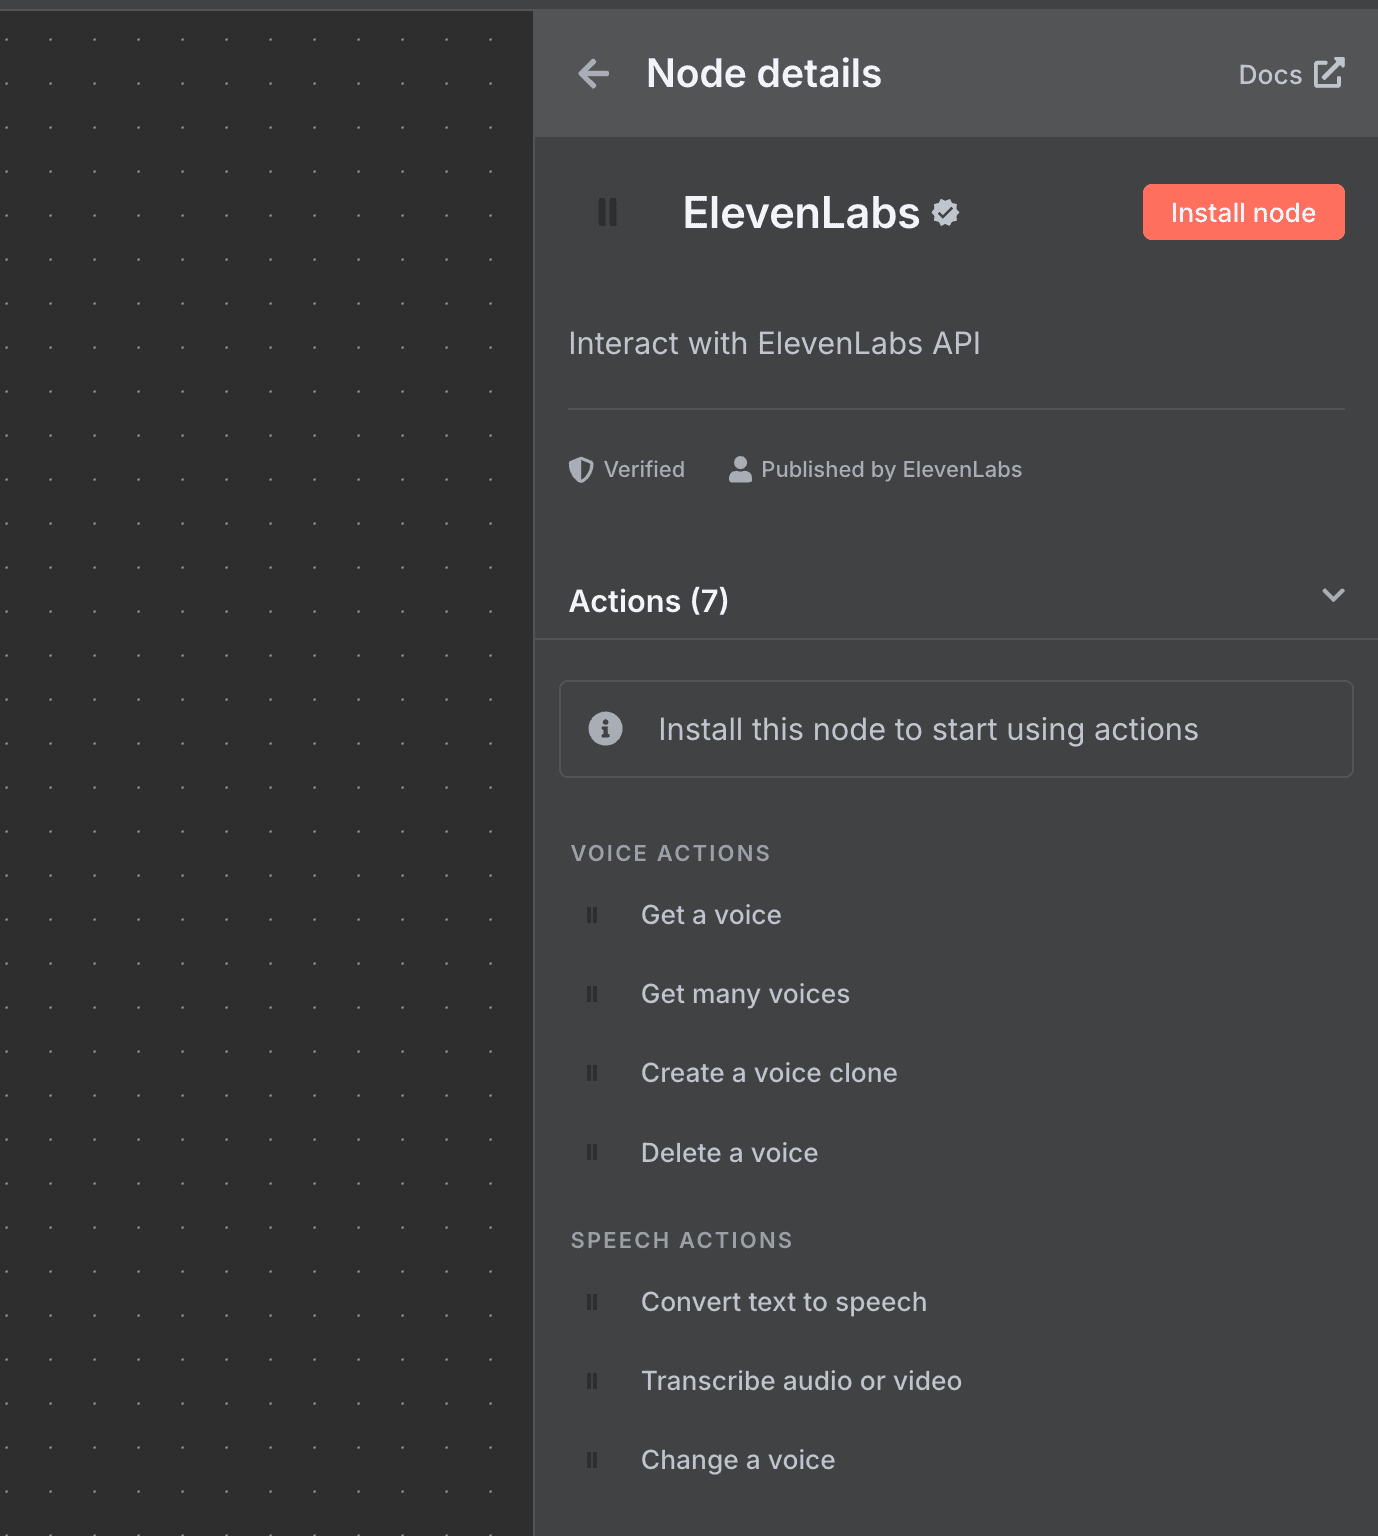 Node details
Docs
ElevenLabs
Install node
Interact with ElevenLabs API
Verified
Published by ElevenLabs
Actions (7)
Install this node to start using actions
VOICE ACTIONS
Get a voice
Get many voices
Create a voice clone
Delete a voice
SPEECH ACTIONS
Convert text to speech
Transcribe audio or video
Change a voice